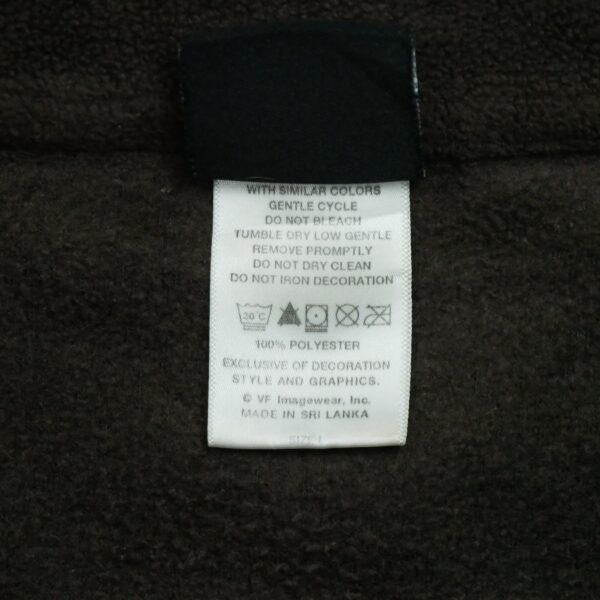 WITH SIMILAR COLORS
GENTLE CYCLE
DO NOT BLEACH
TUMBLE DRY LOW GENTLE
REMOVE PROMPTLY
DO NOT DRY CLEAN
DO NOT IRON DECORATION
30°C
100% POLYESTER
EXCLUSIVE OF DECORATION
STYLE AND GRAPHICS.
© VF Imagewear, Inc.
MADE IN SRI LANKA
SIZE L